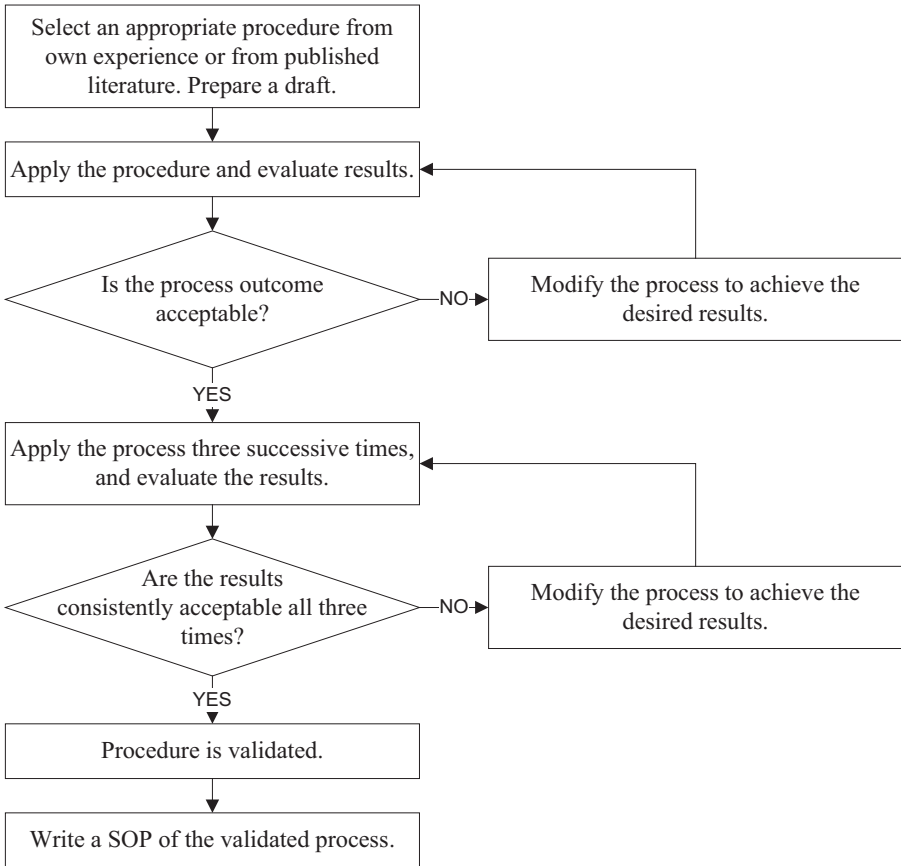 Select an appropriate procedure from
own experience or from published
literature. Prepare a draft.
Apply the procedure and evaluate results.
Is the process outcome
acceptable?
NO
Modify the process to achieve the
desired results.
YES
Apply the process three successive times,
and evaluate the results.
Are the results
consistently acceptable all three
times?
NO
Modify the process to achieve the
desired results.
YES
Procedure is validated.
Write a SOP of the validated process.